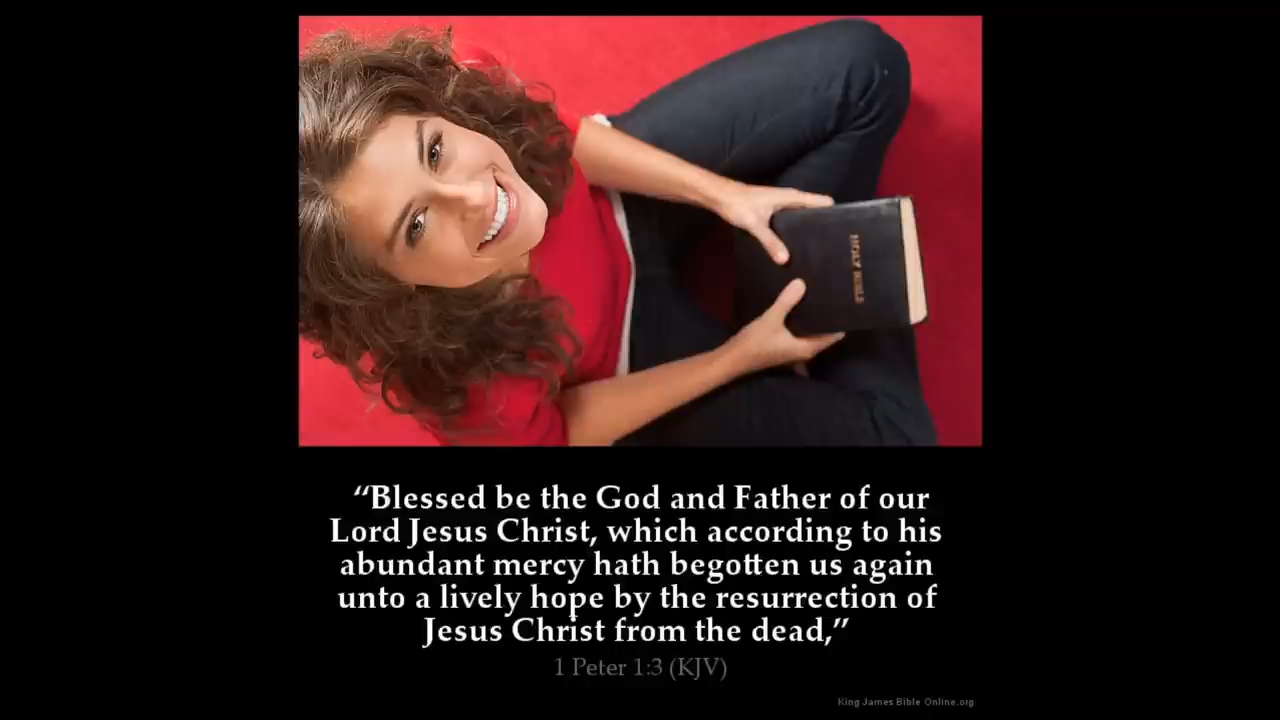 HOLY BIBLE
“Blessed be the God and Father of our
Lord Jesus Christ, which according to his
abundant mercy hath begotten us again
unto a lively hope by the resurrection of
Jesus Christ from the dead,”
1 Peter 1:3 (KJV)
King James Bible Online.org